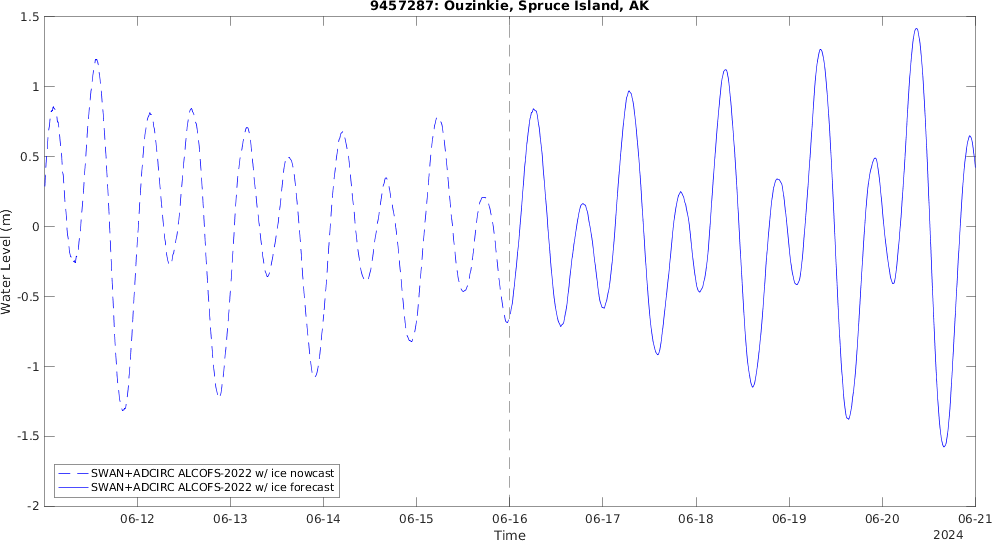 9457287: Ouzinkie, Spruce Island, AK
1.5
1
0.5
0
-0.5
-1
-1.5
-2
Water Level (m)
SWAN+ADCIRC ALCOFS-2022 w/ ice nowcast
SWAN+ADCIRC ALCOFS-2022 w/ ice forecast
06-12 06-13 06-14 06-15 06-16 06-17 06-18 06-19 06-20 06-21
Time
2024